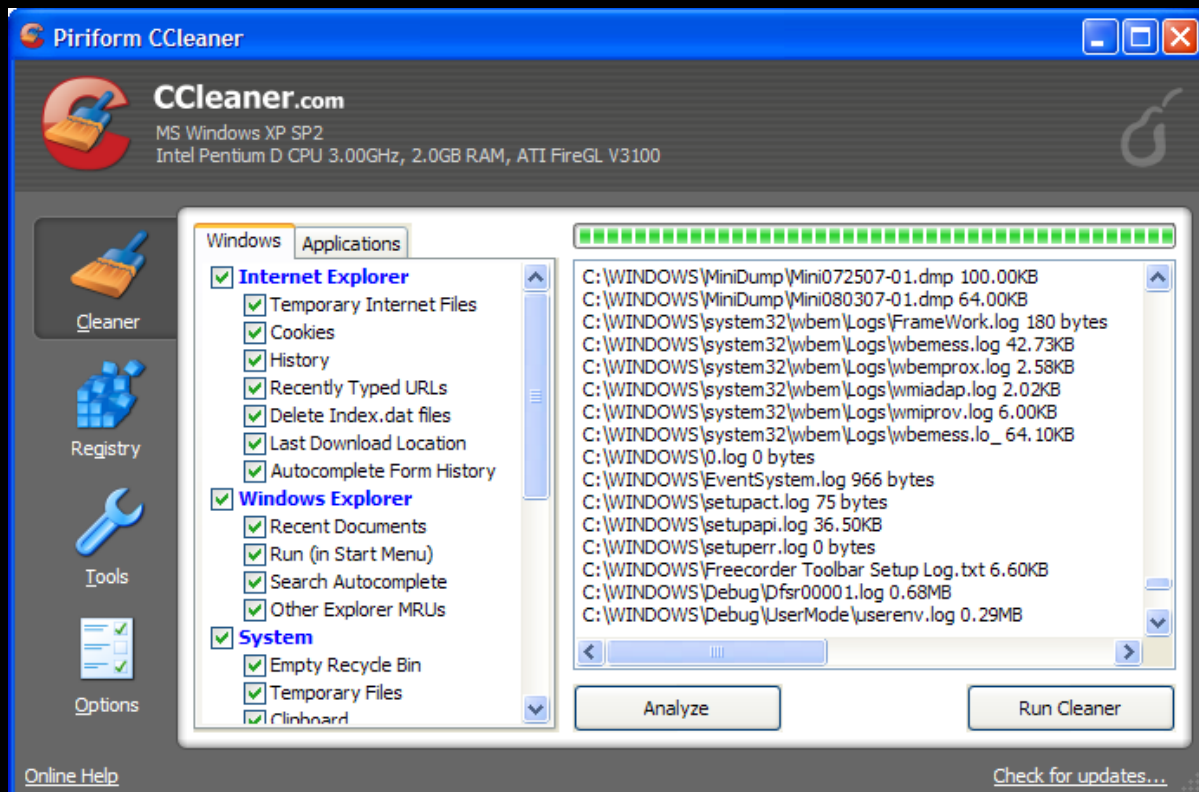 Piriform CCleaner
CCleaner.com
MS Windows XP SP2
Intel Pentium D CPU 3.00GHz, 2.0GB RAM, ATI FireGL V3100
Cleaner
Registry
Tools
Options
Windows
Applications
Internet Explorer
Temporary Internet Files
Cookies
History
Recently Typed URLs
Delete Index.dat files
Last Download Location
Autocomplete Form History
Windows Explorer
Recent Documents
Run (in Start Menu)
Search Autocomplete
Other Explorer MRUs
System
Empty Recycle Bin
Temporary Files
Clipboard
C:\WINDOWS\MiniDump\Mini072507-01.dmp 100.00KB
C:\WINDOWS\MiniDump\Mini080307-01.dmp 64.00KB
C:\WINDOWS\system32\wbem\Logs\FrameWork.log 180 bytes
C:\WINDOWS\system32\wbem\Logs\wbemess.log 42.73KB
C:\WINDOWS\system32\wbem\Logs\wbemprox.log 2.58KB
C:\WINDOWS\system32\wbem\Logs\wmiadap.log 2.02KB
C:\WINDOWS\system32\wbem\Logs\wmiprov.log 6.00KB
C:\WINDOWS\system32\wbem\Logs\wbemess.lo_ 64.10KB
C:\WINDOWS\0.log 0 bytes
C:\WINDOWS\EventSystem.log 966 bytes
C:\WINDOWS\setupact.log 75 bytes
C:\WINDOWS\setupapi.log 36.50KB
C:\WINDOWS\setuperr.log 0 bytes
C:\WINDOWS\Freecorder Toolbar Setup Log.txt 6.60KB
C:\WINDOWS\Debug\Dfsr00001.log 0.68MB
C:\WINDOWS\Debug\UserMode\userenv.log 0.29MB
Analyze
Run Cleaner
Online Help
Check for updates...